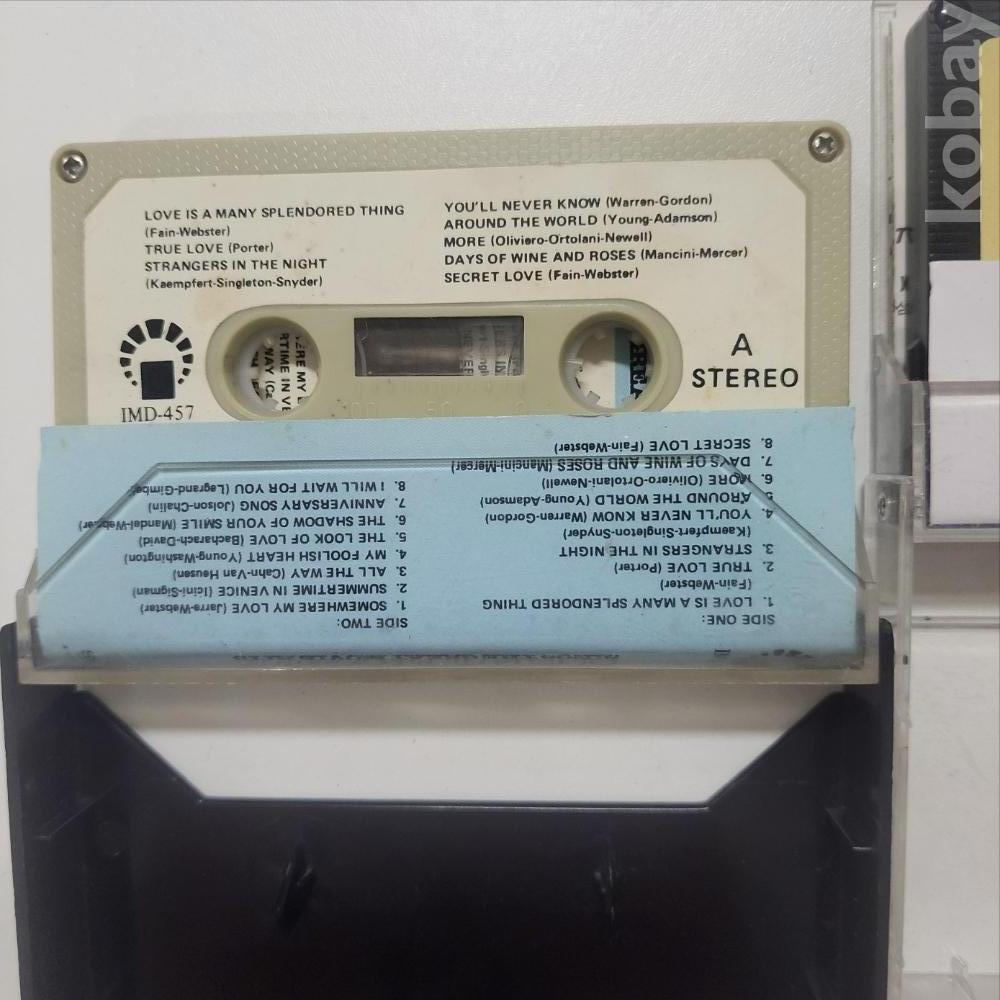 kobay
LOVE IS A MANY SPLENDORED THING
(Fain-Webster)
TRUE LOVE (Porter)
STRANGERS IN THE NIGHT
(Kaempfert-Singleton-Snyder)
YOU'LL NEVER KNOW (Warren-Gordon)
AROUND THE WORLD (Young-Adamson)
MORE (Oliviero-Ortolani-Newell)
DAYS OF WINE AND ROSES (Mancini-Mercer)
SECRET LOVE (Fain-Webster)
A
STEREO
IMD-457
100 50 0
SIDE ONE:
1. LOVE IS A MANY SPLENDORED THING
(Fain-Webster)
2. TRUE LOVE (Porter)
3. STRANGERS IN THE NIGHT
(Kaempfert-Singleton-Snyder)
4. YOU'LL NEVER KNOW (Warren-Gordon)
5. AROUND THE WORLD (Young-Adamson)
6. MORE (Oliviero-Ortolani-Newell)
7. DAYS OF WINE AND ROSES (Mancini-Mercer)
8. SECRET LOVE (Fain-Webster)
SIDE TWO:
1. SOMEWHERE MY LOVE (Jarre-Webster)
2. SUMMERTIME IN VENICE (Icini-Sigman)
3. ALL THE WAY (Cahn-Van Heusen)
4. MY FOOLISH HEART (Young-Washington)
5. THE LOOK OF LOVE (Bacharach-David)
6. THE SHADOW OF YOUR SMILE (Mandel-Webster)
7. ANNIVERSARY SONG (Jolson-Chalin)
8. I WILL WAIT FOR YOU (Legrand-Gimbe